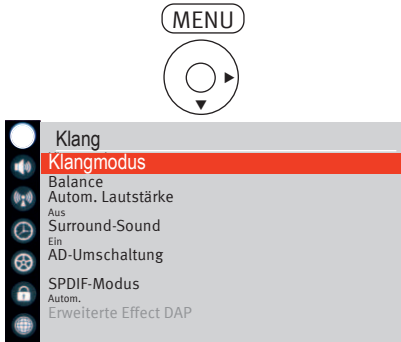 MENU
Klang
Klangmodus
Balance
Autom. Lautstärke
Aus
Surround-Sound
Ein
AD-Umschaltung
SPDIF-Modus
Autom.
Erweiterte Effect DAP